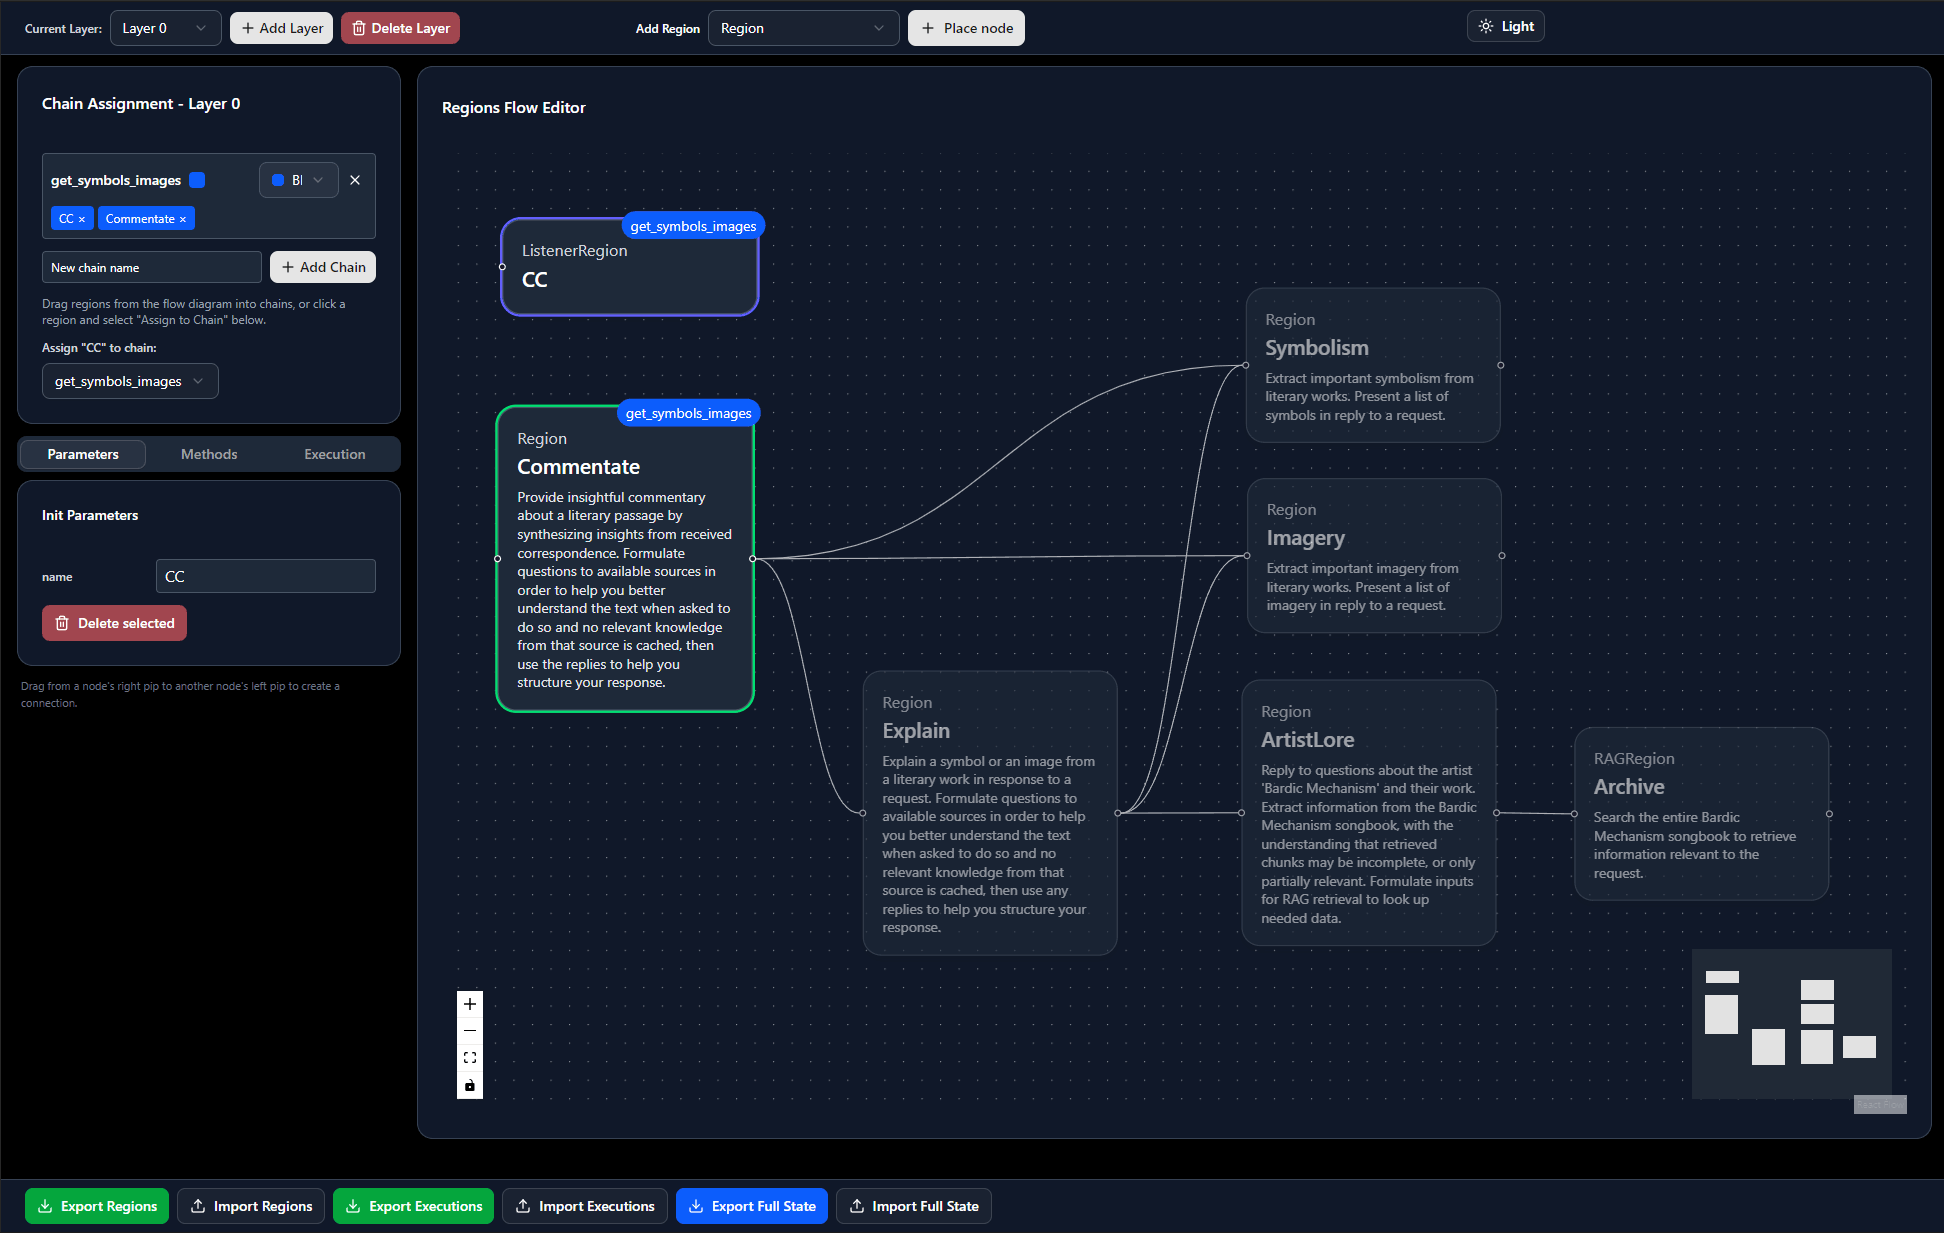 Current Layer:
Layer 0
Add Layer
Delete Layer
Add Region
Region
Place node
Light
Chain Assignment - Layer 0
get_symbols_images
Bl
CC ×
Commentate ×
New chain name
Add Chain
Drag regions from the flow diagram into chains, or click a
region and select "Assign to Chain" below.
Assign "CC" to chain:
get_symbols_images
Parameters
Methods
Execution
Init Parameters
name
CC
Delete selected
Drag from a node's right pip to another node's left pip to create a
connection.
Regions Flow Editor
get_symbols_images
ListenerRegion
CC
get_symbols_images
Region
Commentate
Provide insightful commentary
about a literary passage by
synthesizing insights from received
correspondence. Formulate
questions to available sources in
order to help you better
understand the text when asked to
do so and no relevant knowledge
from that source is cached, then
use the replies to help you
structure your response.
Region
Symbolism
Extract important symbolism from
literary works. Present a list of
symbols in reply to a request.
Region
Imagery
Extract important imagery from
literary works. Present a list of
imagery in reply to a request.
Region
Explain
Explain a symbol or an image from
a literary work in response to a
request. Formulate questions to
available sources in order to help
you better understand the text
when asked to do so and no
relevant knowledge from that
source is cached, then use any
replies to help you structure your
response.
Region
ArtistLore
Reply to questions about the artist
'Bardic Mechanism' and their work.
Extract information from the Bardic
Mechanism songbook, with the
understanding that retrieved
chunks may be incomplete, or only
partially relevant. Formulate inputs
for RAG retrieval to look up
needed data.
RAGRegion
Archive
Search the entire Bardic
Mechanism songbook to retrieve
information relevant to the
request.
React Flow
Export Regions
Import Regions
Export Executions
Import Executions
Export Full State
Import Full State